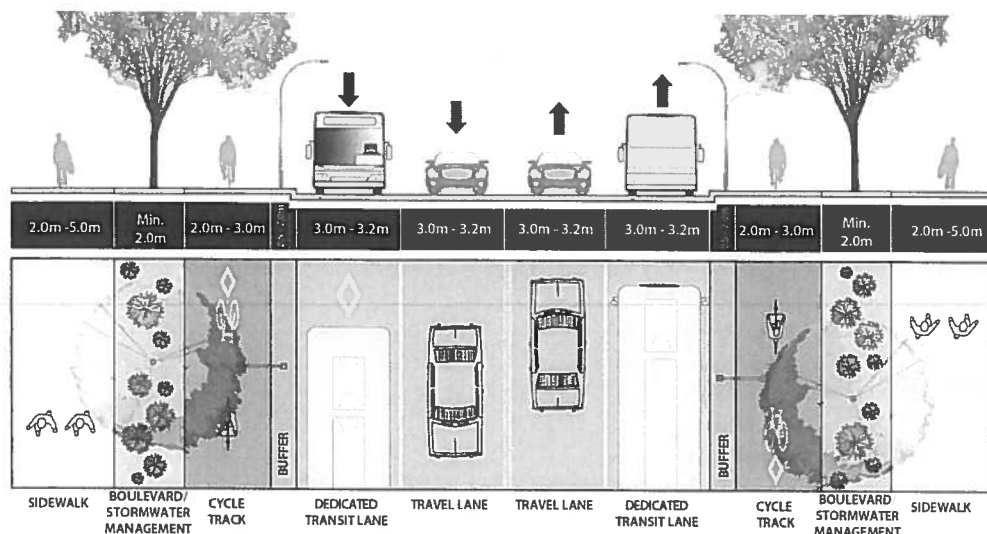 2.0m -5.0m
Min.
2.0m
2.0m - 3.0m
3.0m - 3.2m
3.0m - 3.2m
3.0m - 3.2m
3.0m - 3.2m
2.0m - 3.0m
Min.
2.0m
2.0m -5.0m
BUFFER
BUFFER
SIDEWALK
BOULEVARD/
STORMWATER
MANAGEMENT
CYCLE
TRACK
DEDICATED
TRANSIT LANE
TRAVEL LANE
TRAVEL LANE
DEDICATED
TRANSIT LANE
CYCLE
TRACK
BOULEVARD
STORMWATER
MANAGEMENT
SIDEWALK